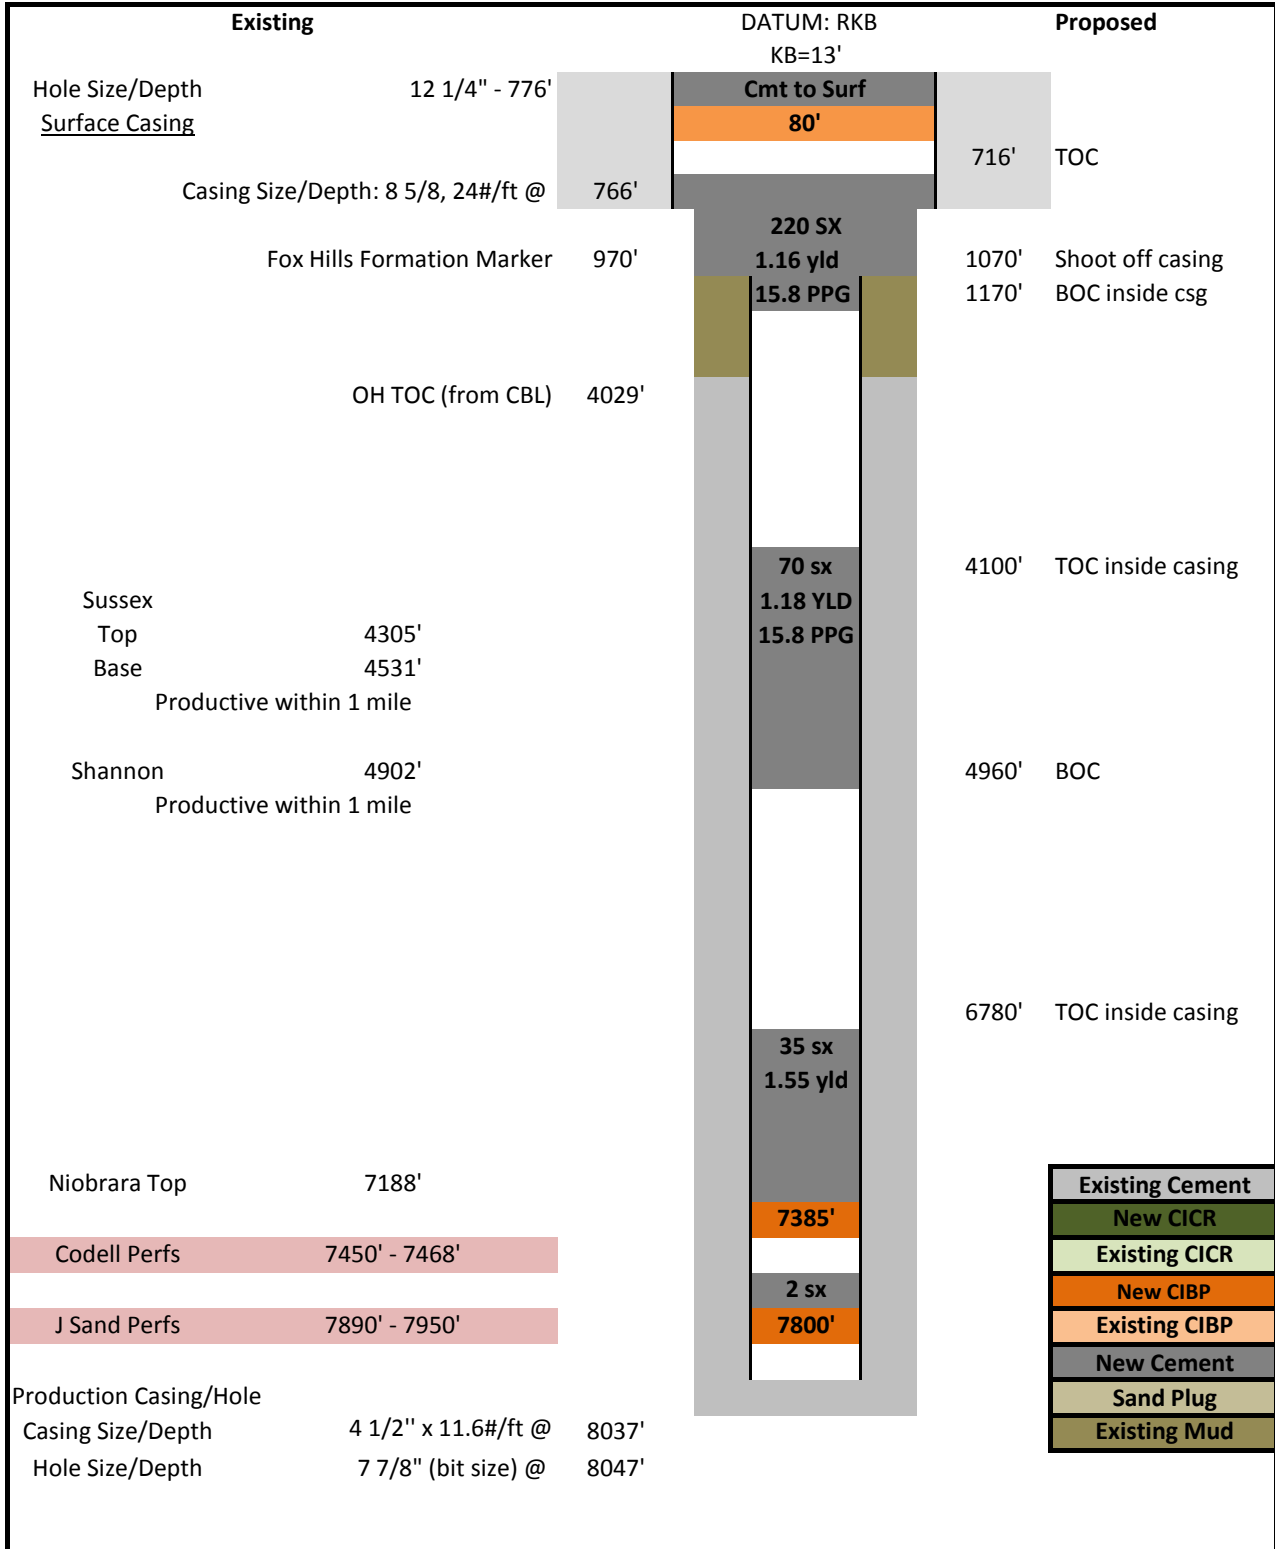 Existing DATUM: RKB Proposed
KB=13'
Hole Size/Depth 12 1/4" - 776' Cmt to Surf
Surface Casing 80'
716' TOC
Casing Size/Depth: 8 5/8, 24#/ft @ 766'
220 SX
Fox Hills Formation Marker 970' 1.16 yld 1070' Shoot off casing
15.8 PPG 1170' BOC inside csg
OH TOC (from CBL) 4029'
70 sx 4100' TOC inside casing
Sussex 1.18 YLD
Top 4305' 15.8 PPG
Base 4531'
Productive within 1 mile
Shannon 4902' 4960' BOC
Productive within 1 mile
6780' TOC inside casing
35 sx
1.55 yld
Niobrara Top 7188' Existing Cement
7385' New CICR
Codell Perfs 7450' - 7468' Existing CICR
2 sx New CIBP
J Sand Perfs 7890' - 7950' 7800' Existing CIBP
New Cement
Production Casing/Hole Sand Plug
Casing Size/Depth 4 1/2'' x 11.6#/ft @ 8037' Existing Mud
Hole Size/Depth 7 7/8" (bit size) @ 8047'